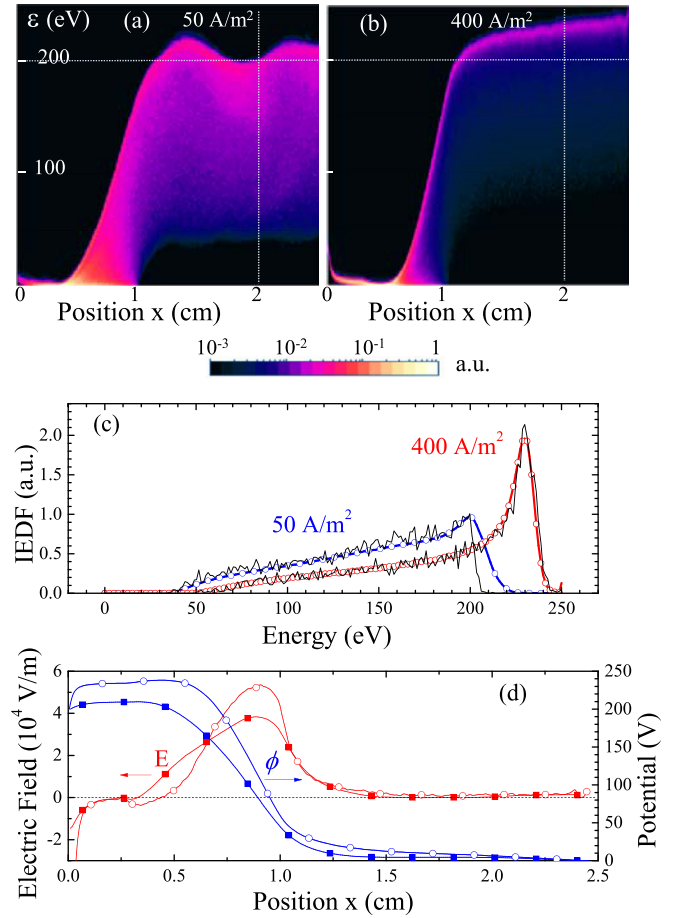 ε (eV) (a) 50 A/m² (b) 400 A/m²
200
100
0 1 2 0 1 2
Position x (cm) Position x (cm)
10⁻³ 10⁻² 10⁻¹ 1
a.u.
(c)
2.0
400 A/m²
1.5
50 A/m²
1.0
0.5
0.0
IEDF (a.u.)
0 50 100 150 200 250
Energy (eV)
6 250
(d)
4 200
E ϕ
2 150
0 100
-2 50
0
Electric Field (10⁴ V/m)
Potential (V)
0.0 0.5 1.0 1.5 2.0 2.5
Position x (cm)